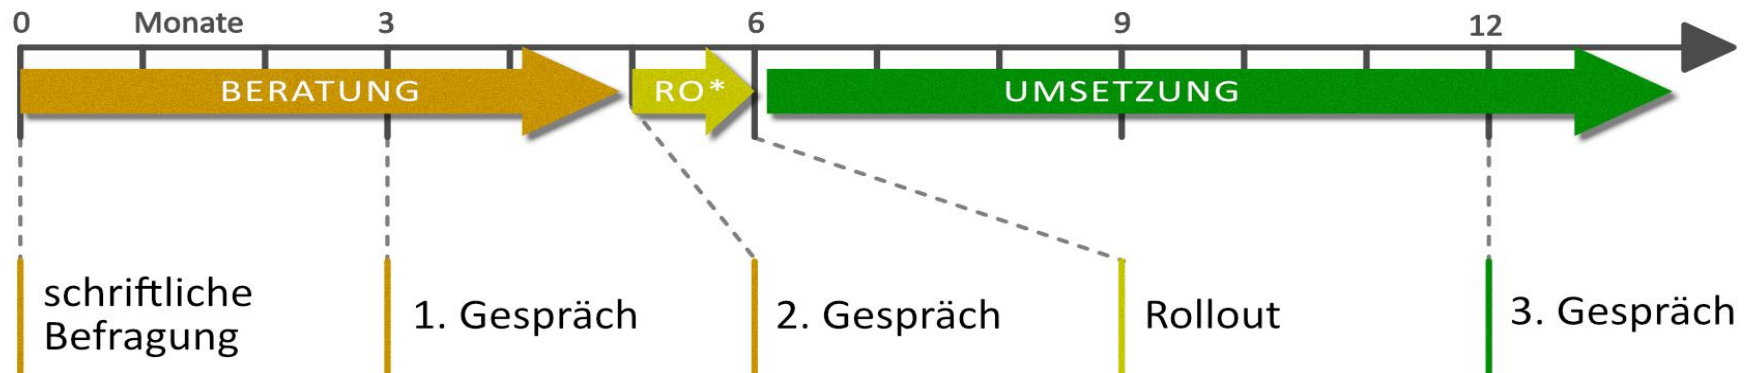 0 Monate 3 6 9 12
BERATUNG RO* UMSETZUNG
schriftliche
Befragung
1. Gespräch
2. Gespräch
Rollout
3. Gespräch